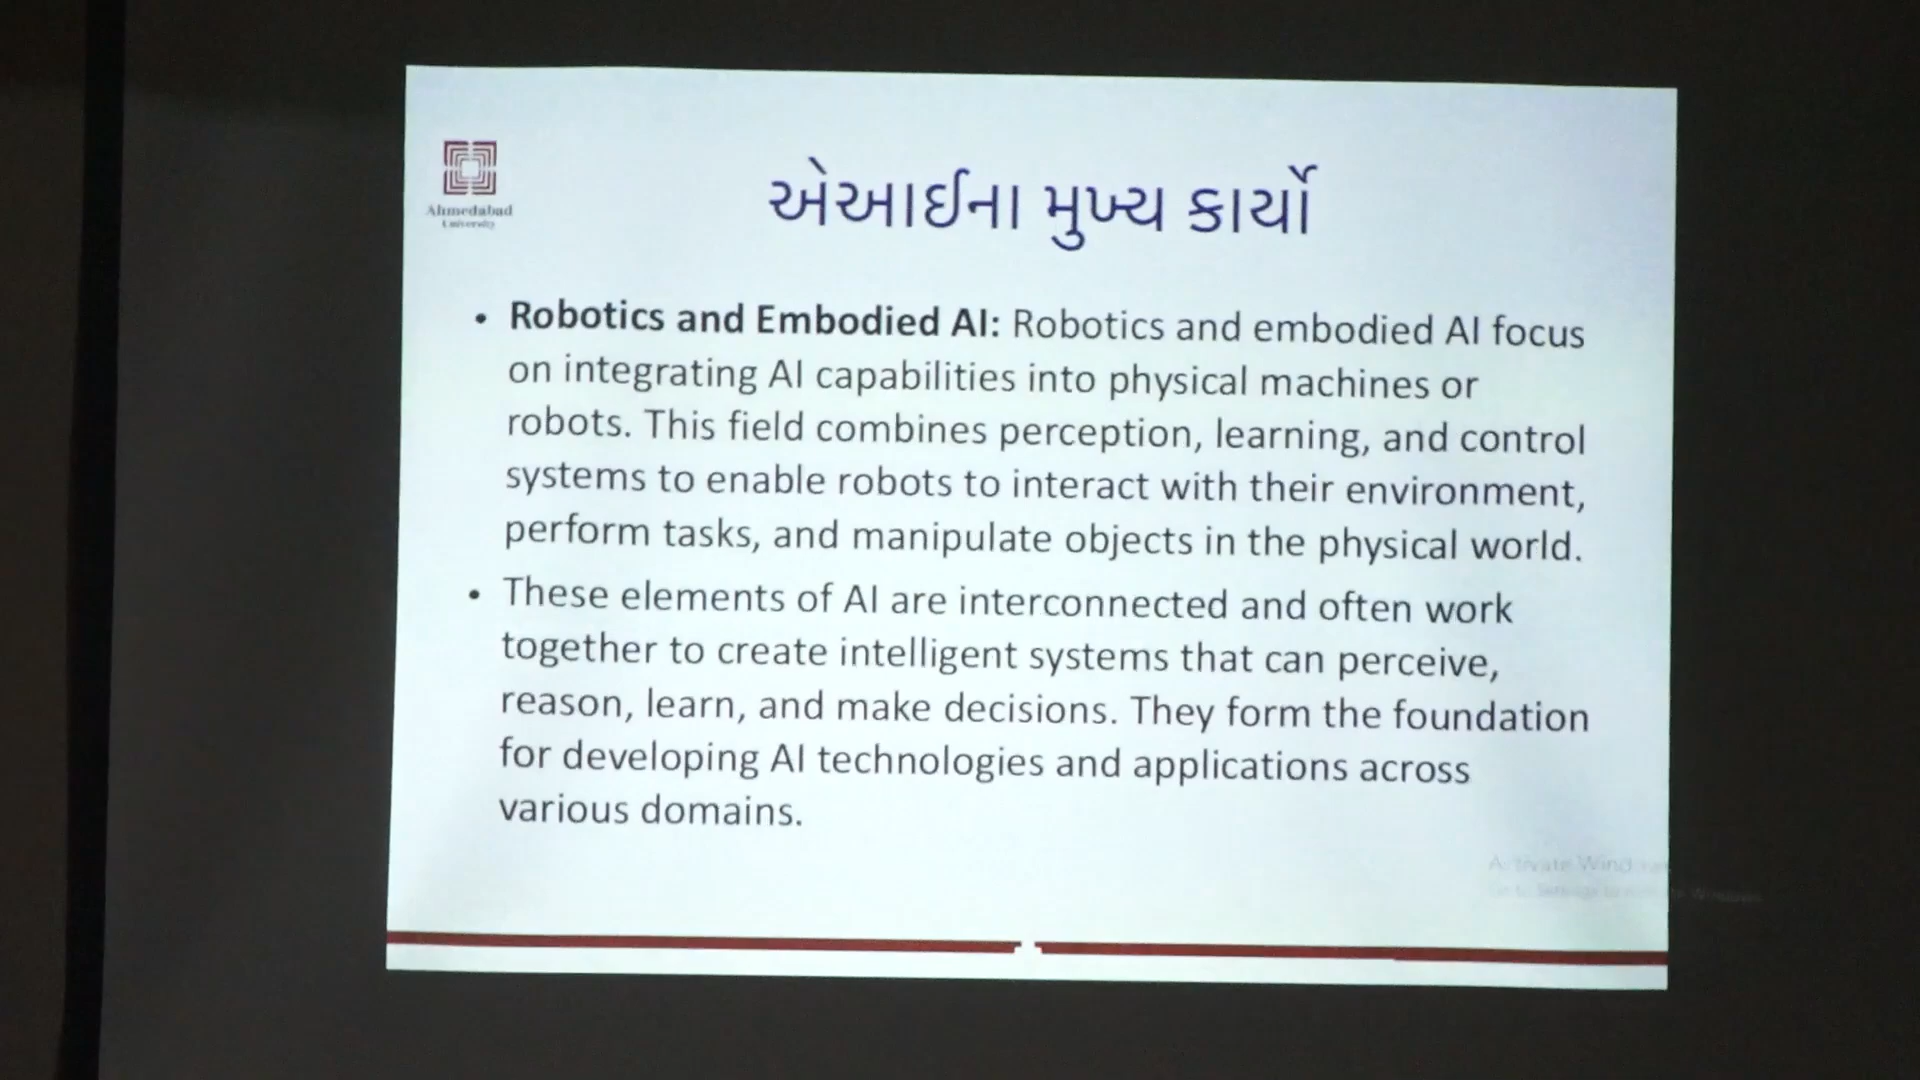 Ahmedabad
University
એઆઈના મુખ્ય કાર્યો
• Robotics and Embodied AI: Robotics and embodied AI focus
on integrating AI capabilities into physical machines or
robots. This field combines perception, learning, and control
systems to enable robots to interact with their environment,
perform tasks, and manipulate objects in the physical world.
• These elements of AI are interconnected and often work
together to create intelligent systems that can perceive,
reason, learn, and make decisions. They form the foundation
for developing AI technologies and applications across
various domains.
Activate Windows